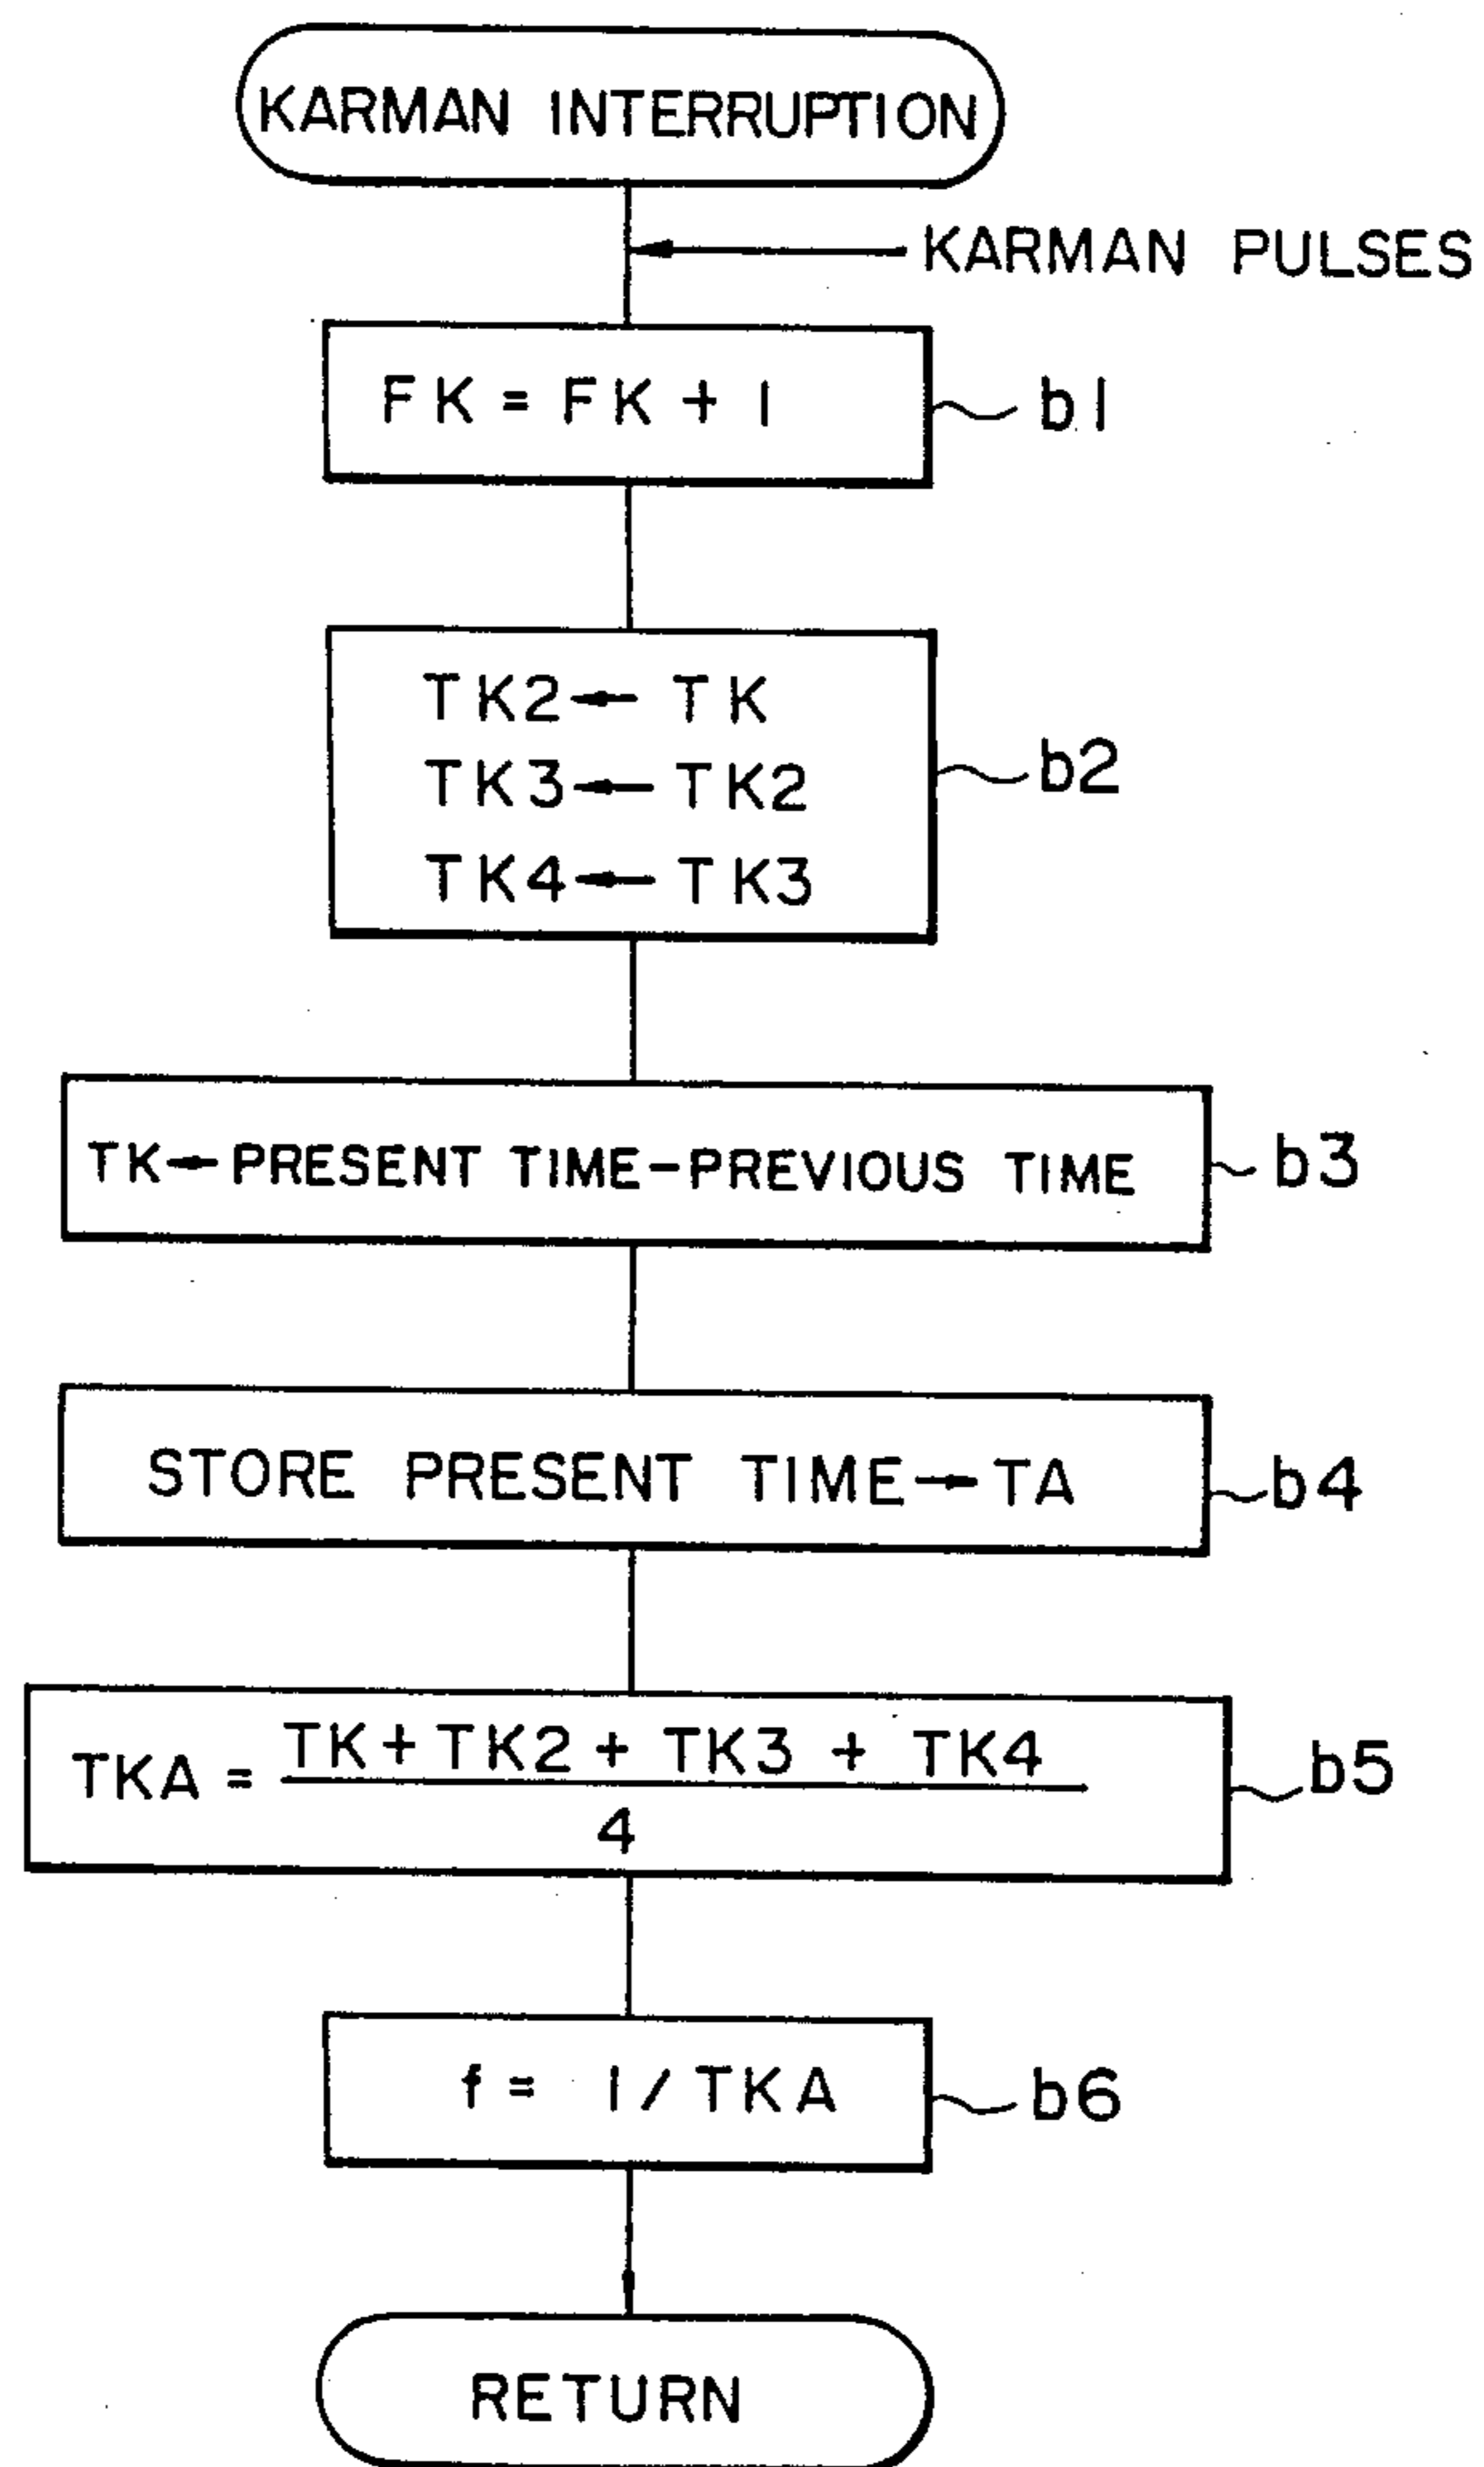 KARMAN INTERRUPTION
KARMAN PULSES
FK = FK + 1
b1
TK2 ← TK
TK3 ← TK2
TK4 ← TK3
b2
TK ← PRESENT TIME - PREVIOUS TIME
b3
STORE PRESENT TIME → TA
b4
TKA = TK + TK2 + TK3 + TK4
4
b5
f = 1 / TKA
b6
RETURN